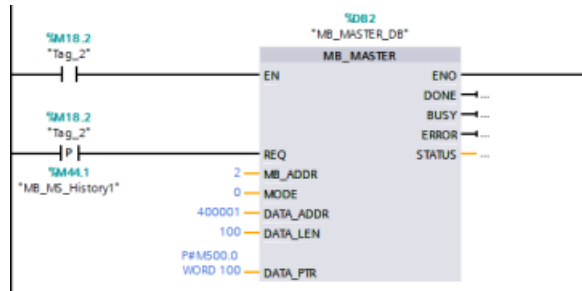 %DB2
"MB_MASTER_DB"
%M18.2
"Tag_2"
MB_MASTER
EN
ENO
DONE
...
BUSY
...
ERROR
...
STATUS
...
%M18.2
"Tag_2"
P
REQ
%M44.1
"MB_MS_History1"
2
MB_ADDR
0
MODE
400001
DATA_ADDR
100
DATA_LEN
P#M500.0
WORD 100
DATA_PTR